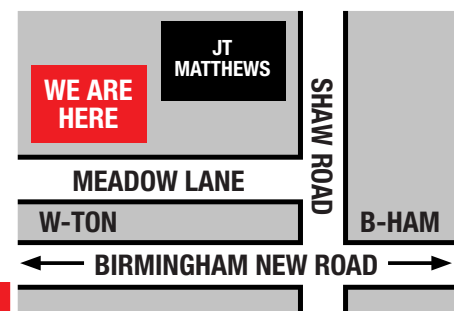 JT
MATTHEWS
WE ARE
HERE
SHAW ROAD
MEADOW LANE
W-TON
B-HAM
BIRMINGHAM NEW ROAD